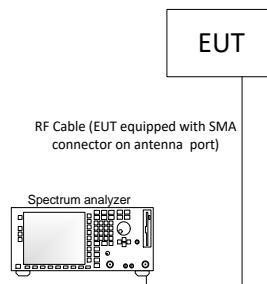 EUT
RF Cable (EUT equipped with SMA
connector on antenna port)
Spectrum analyzer